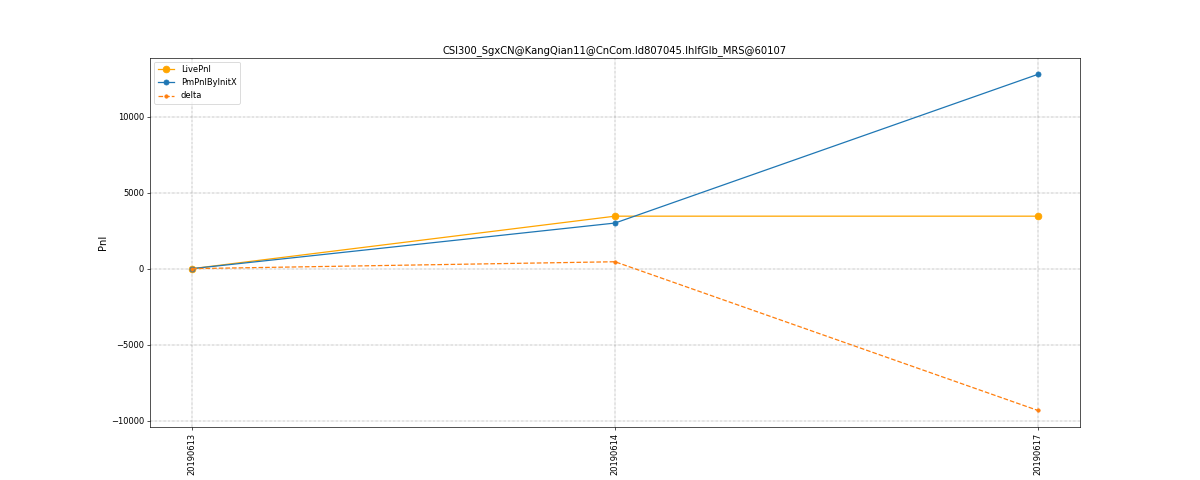 CSI300_SgxCN@KangQian11@CnCom.Id807045.IhIfGlb_MRS@60107
LivePnl
PmPnlByInitX
delta
Pnl
10000
5000
0
−5000
−10000
20190613
20190614
20190617